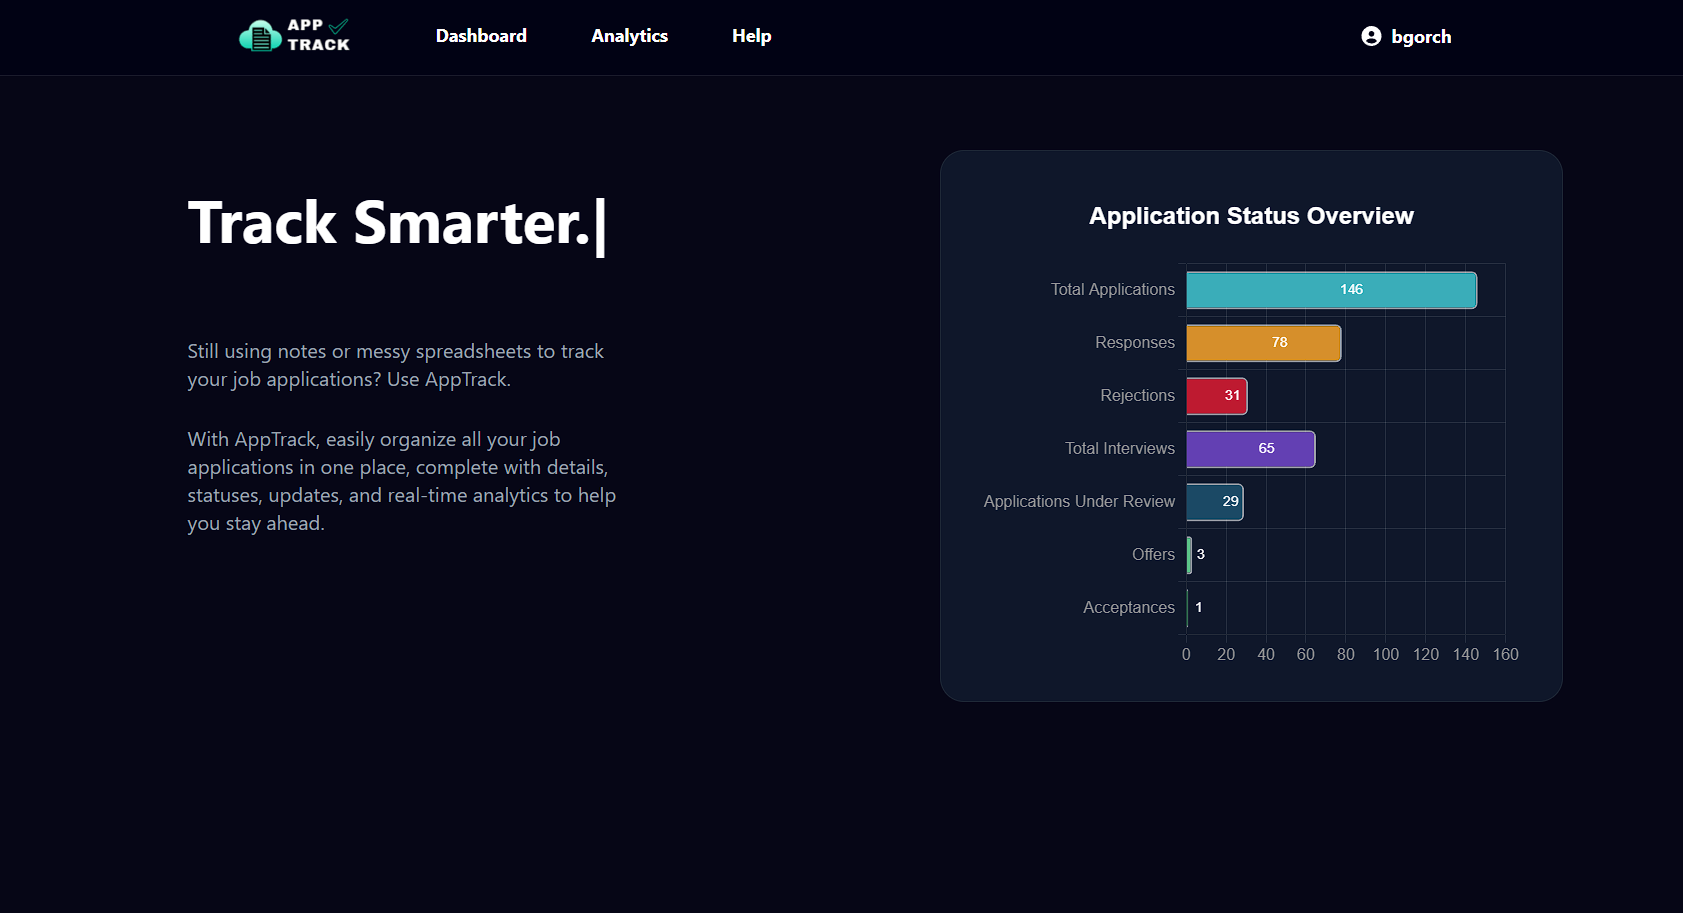 APP
TRACK
Dashboard Analytics Help bgorch
Track Smarter.|
Still using notes or messy spreadsheets to track
your job applications? Use AppTrack.
With AppTrack, easily organize all your job
applications in one place, complete with details,
statuses, updates, and real-time analytics to help
you stay ahead.
Application Status Overview
Total Applications 146
Responses 78
Rejections 31
Total Interviews 65
Applications Under Review 29
Offers 3
Acceptances 1
0 20 40 60 80 100 120 140 160